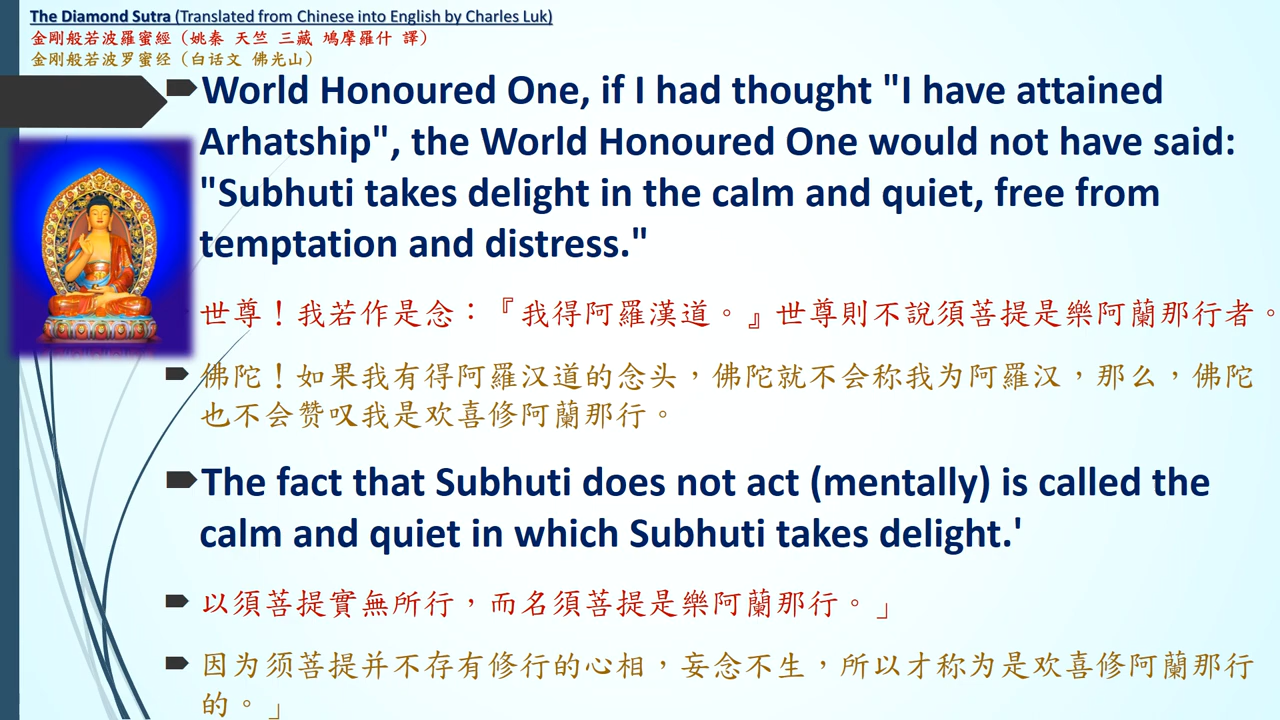 The Diamond Sutra (Translated from Chinese into English by Charles Luk)
金剛般若波羅蜜經（姚秦 天竺 三藏 鳩摩羅什 譯）
金剛般若波罗蜜经（白话文 佛光山）
World Honoured One, if I had thought "I have attained
Arhatship", the World Honoured One would not have said:
"Subhuti takes delight in the calm and quiet, free from
temptation and distress."
世尊！我若作是念：『我得阿羅漢道。』世尊則不說須菩提是樂阿蘭那行者。
佛陀！如果我有得阿羅汉道的念头，佛陀就不会称我为阿羅汉，那么，佛陀
也不会赞叹我是欢喜修阿蘭那行。
The fact that Subhuti does not act (mentally) is called the
calm and quiet in which Subhuti takes delight.'
以須菩提實無所行，而名須菩提是樂阿蘭那行。」
因为须菩提并不存有修行的心相，妄念不生，所以才称为是欢喜修阿蘭那行
的。」